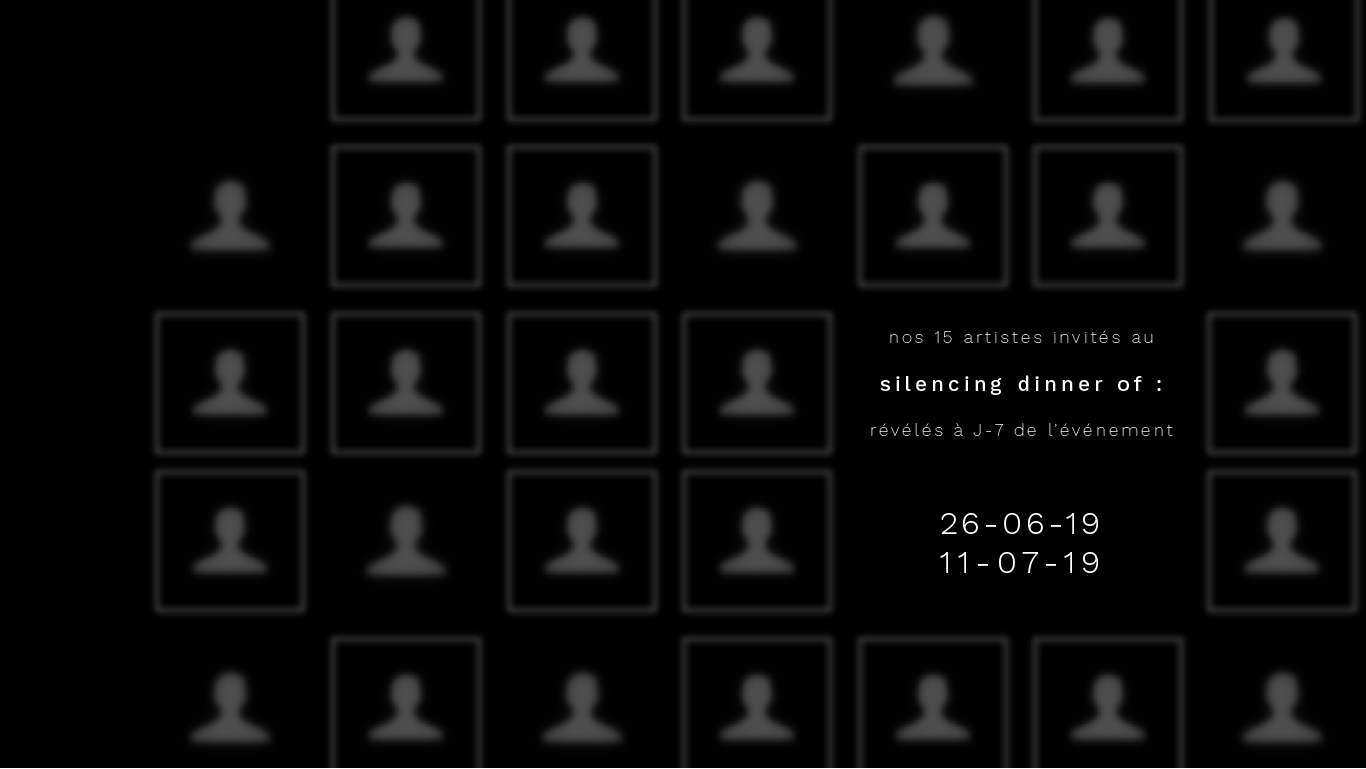 nos 15 artistes invités au
silencing dinner of :
révélés à J-7 de l’événement
26-06-19
11-07-19